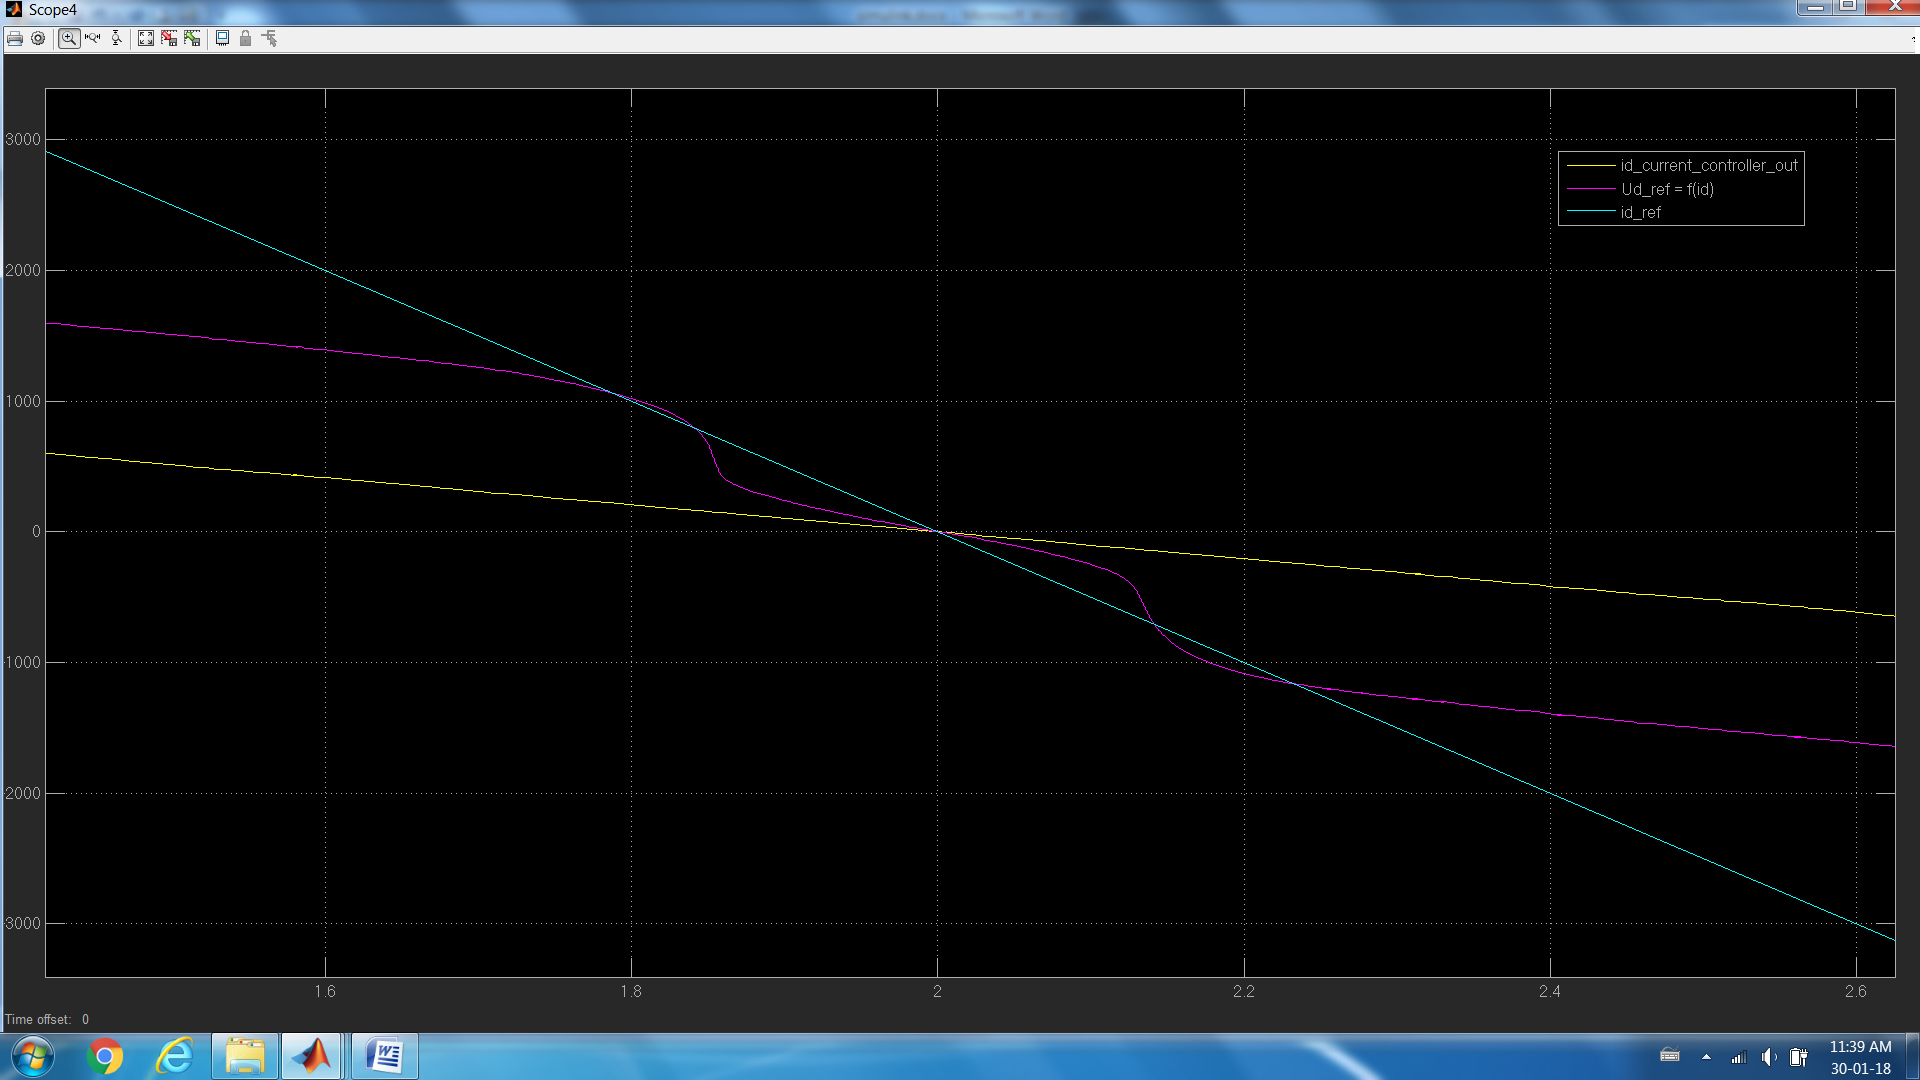 Scope4
3000
2000
1000
0
-1000
-2000
-3000
id_current_controller_out
Ud_ref = f(id)
id_ref
1.6 1.8 2 2.2 2.4 2.6
Time offset: 0
11:39 AM
30-01-18